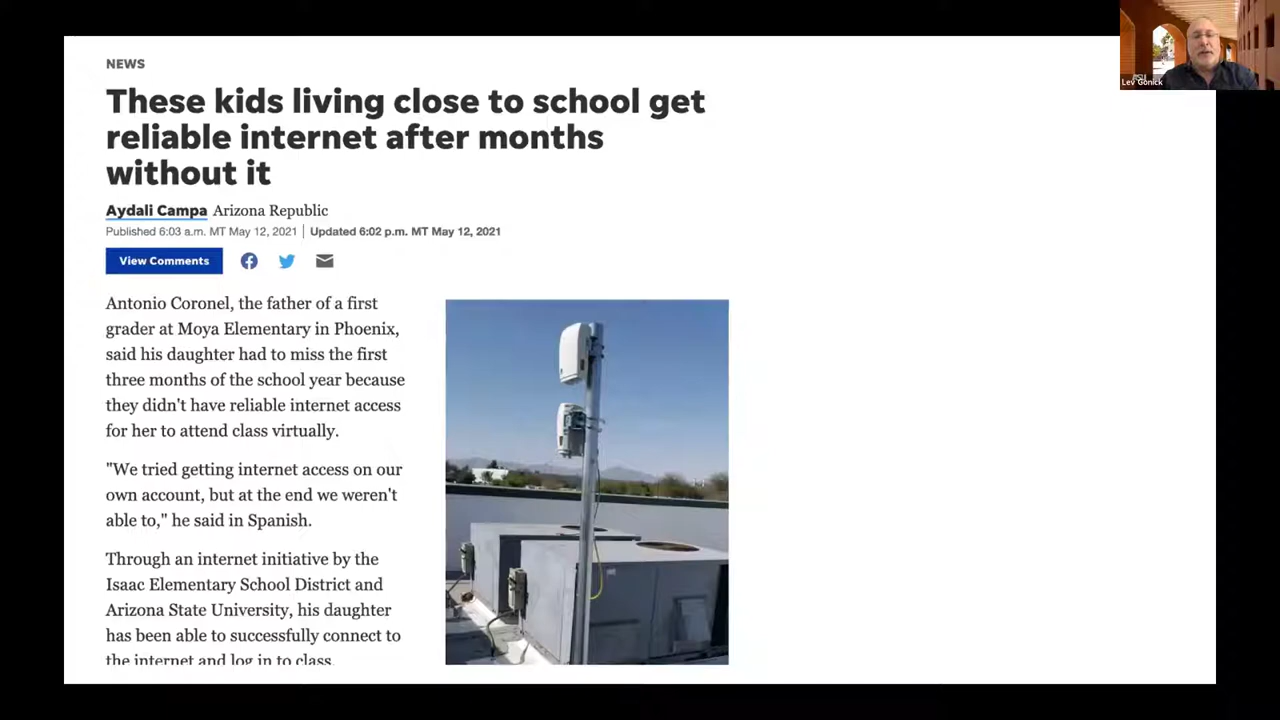 NEWS
These kids living close to school get
reliable internet after months
without it
Aydali Campa Arizona Republic
Published 6:03 a.m. MT May 12, 2021 | Updated 6:02 p.m. MT May 12, 2021
View Comments
Antonio Coronel, the father of a first
grader at Moya Elementary in Phoenix,
said his daughter had to miss the first
three months of the school year because
they didn't have reliable internet access
for her to attend class virtually.
"We tried getting internet access on our
own account, but at the end we weren't
able to," he said in Spanish.
Through an internet initiative by the
Isaac Elementary School District and
Arizona State University, his daughter
has been able to successfully connect to
the internet and log in to class.
Lev Gonick